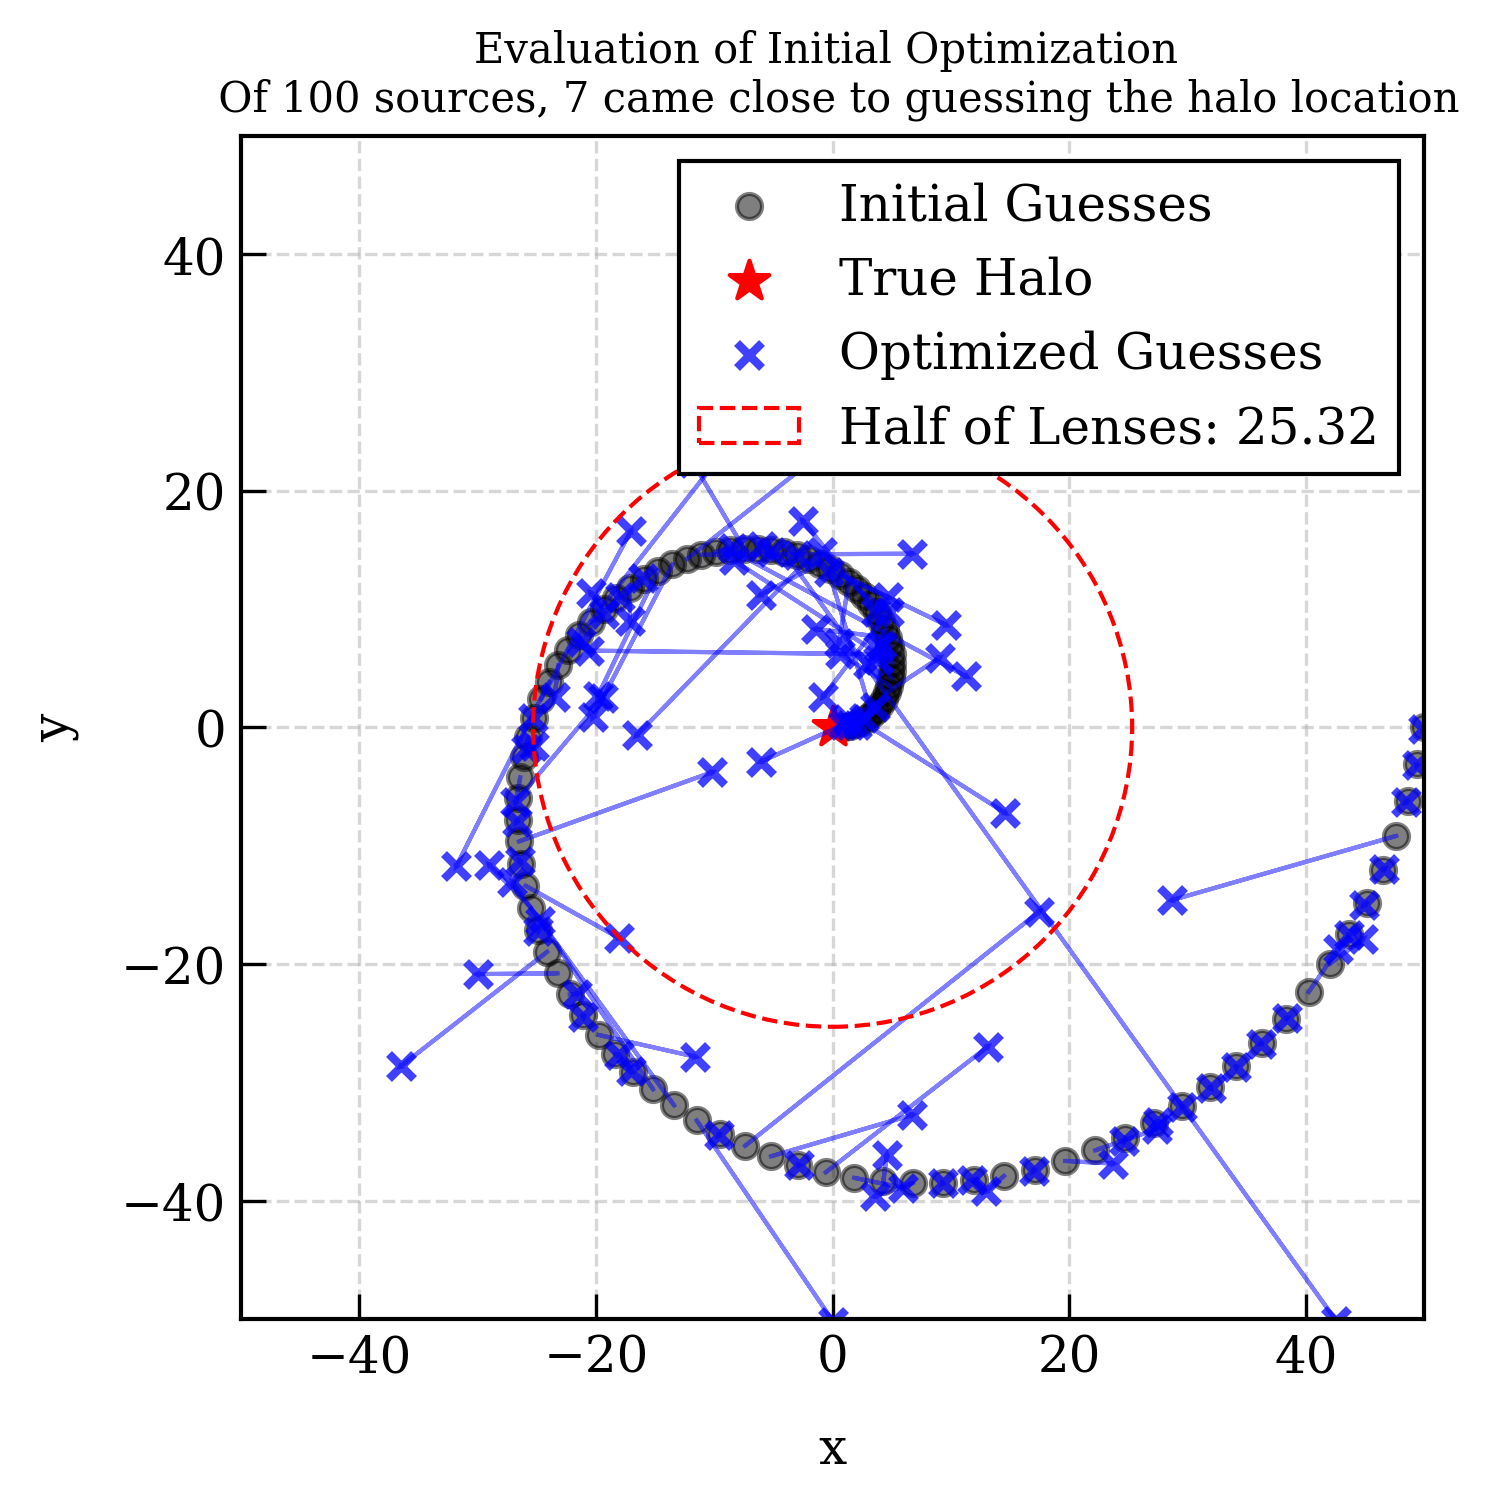 Evaluation of Initial Optimization
Of 100 sources, 7 came close to guessing the halo location
Initial Guesses
True Halo
Optimized Guesses
Half of Lenses: 25.32
40
20
0
−20
−40
y
−40 −20 0 20 40
x